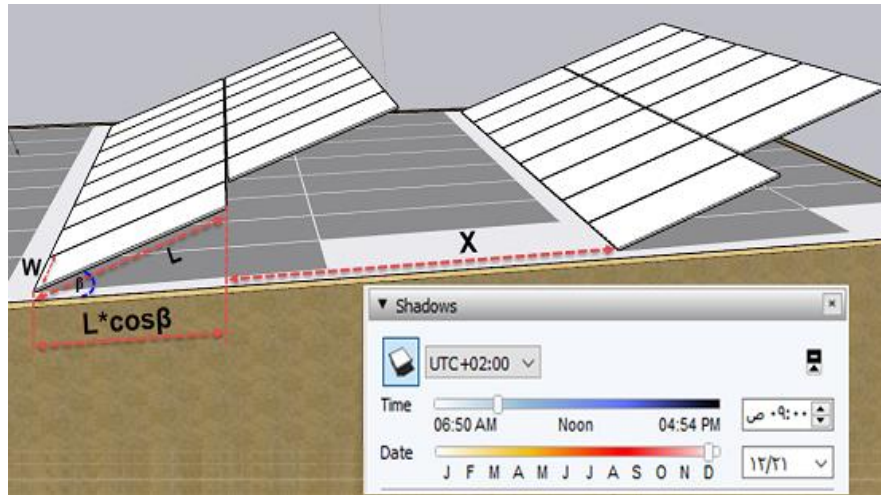 W
β
L
X
L*cosβ
▼ Shadows
UTC+02:00
Time
06:50 AM Noon 04:54 PM
٠٩:٠٠ ص
Date
J F M A M J J A S O N D
١٢/٢١